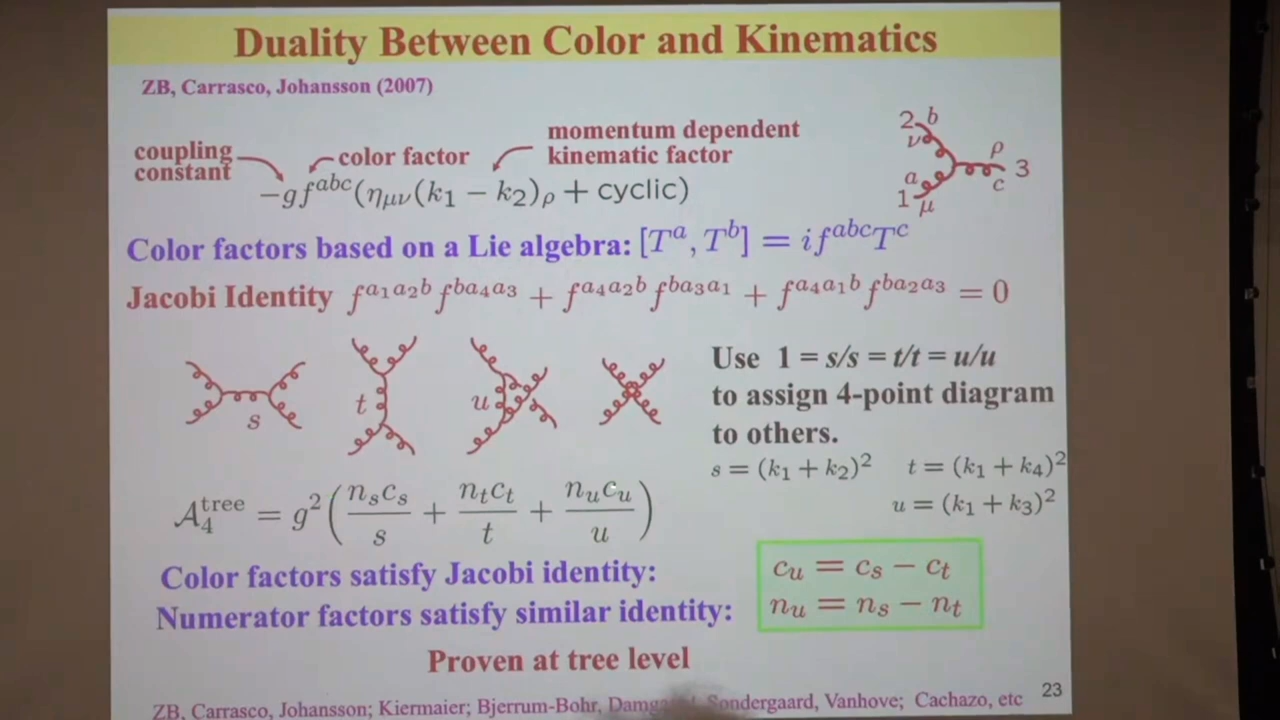 Duality Between Color and Kinematics
ZB, Carrasco, Johansson (2007)
coupling constant
color factor
momentum dependent kinematic factor
2 b ν ρ 3 c a 1 μ
−gf^{abc}(η_{μν}(k_1 − k_2)_ρ + cyclic)
Color factors based on a Lie algebra: [T^a, T^b] = if^{abc}T^c
Jacobi Identity f^{a_1a_2b} f^{ba_4a_3} + f^{a_4a_2b} f^{ba_3a_1} + f^{a_4a_1b} f^{ba_2a_3} = 0
s t u
Use 1 = s/s = t/t = u/u
to assign 4-point diagram
to others.
s = (k_1 + k_2)^2 t = (k_1 + k_4)^2
u = (k_1 + k_3)^2
A_4^{tree} = g^2(n_sc_s/s + n_tc_t/t + n_uc_u/u)
Color factors satisfy Jacobi identity: c_u = c_s − c_t
Numerator factors satisfy similar identity: n_u = n_s − n_t
Proven at tree level
ZB, Carrasco, Johansson; Kiermaier; Bjerrum-Bohr, Sondergaard, Vanhove; Cachazo, etc
23